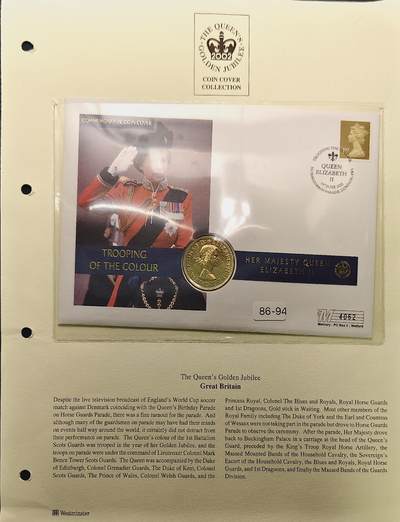 THE QUEEN'S
GOLDEN JUBILEE
2002
COIN COVER
COLLECTION
COMMEMORATIVE COIN COVER
TROOPING THE COLOUR
QUEEN
ELIZABETH
II
TROOPING
OF THE COLOUR
HER MAJESTY QUEEN
ELIZABETH II
86-94
4062
Mercury
The Queen's Golden Jubilee
Great Britain
Despite the live television broadcast of England's World Cup soccer
match against Denmark coinciding with the Queen's Birthday Parade
on Horse Guards Parade, there was a fine turnout for the parade. And
although many of the guardsmen on parade may have had their minds
on events half way around the world, it certainly did not detract from
their performance on parade. The Queen's colour of the 1st Battalion
Scots Guards was trooped in the year of her Golden Jubilee, and the
troops on parade were under the command of Lieutenant Colonel Mark
Drew Tower Scots Guards. The Queen was accompanied by the Duke
of Edinburgh, Colonel Grenadier Guards, The Duke of Kent, Colonel
Scots Guards, The Prince of Wales, Colonel Welsh Guards, and the
Princess Royal, Colonel The Blues and Royals, Royal Horse Guards
and 1st Dragoons, Gold stick in Waiting. Most other members of the
Royal Family including The Duke of York and the Earl and Countess
of Wessex were not taking part in the parade but drove to Horse Guards
Parade to observe the ceremony. After the parade, Her Majesty drove
back to Buckingham Palace in a carriage at the head of the Queen's
Guard, preceded by the King's Troop Royal Horse Artillery, the
Massed Mounted Bands of the Household Cavalry, the Sovereign's
Escort of the Household Cavalry, the Blues and Royals, Royal Horse
Guards, and 1st Dragoons, and finally the Massed Bands of the Guards
Division.
Westminster